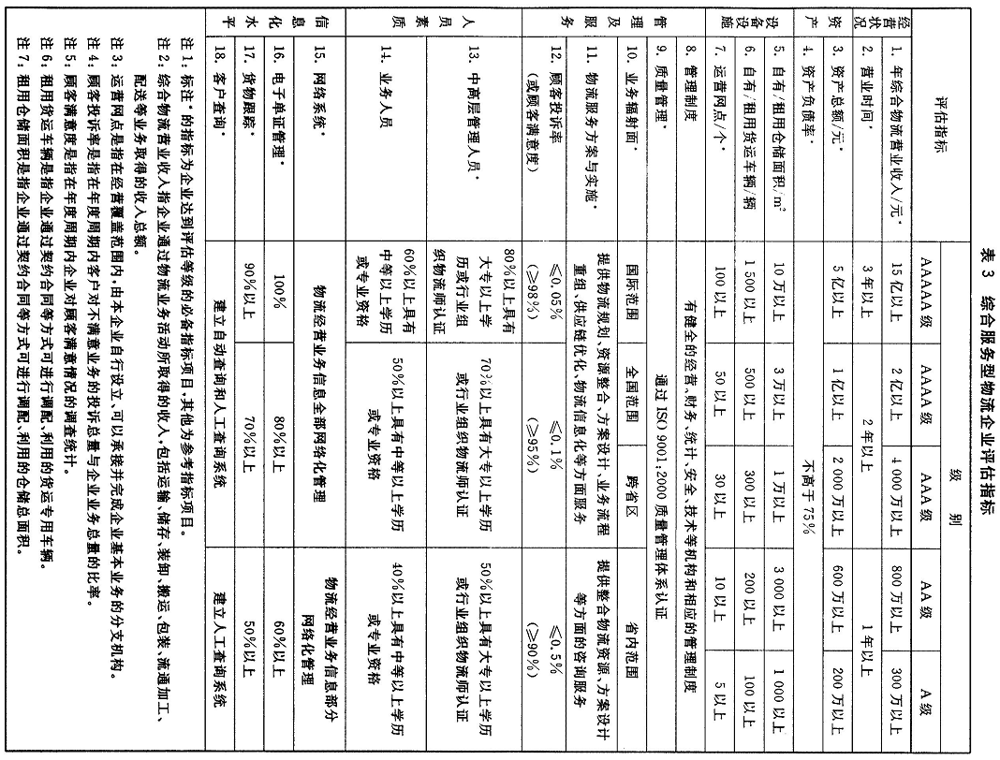 表 3 综合服务型物流企业评估指标
评估指标
级 别
AAAAA 级
AAAA 级
AAA 级
AA 级
A 级
经营状况
1. 年综合物流营业收入/元*
15 亿以上
2 亿以上
4 000 万以上
800 万以上
300 万以上
2. 营业时间*
3 年以上
2 年以上
1 年以上
资产
3. 资产总额/元*
5 亿以上
1 亿以上
2 000 万以上
600 万以上
200 万以上
4. 资产负债率*
不高于 75%
设备设施
5. 自有/租用仓储面积/m²
10 万以上
3 万以上
1 万以上
3 000 以上
1 000 以上
6. 自有/租用货运车辆/辆
1 500 以上
500 以上
300 以上
200 以上
100 以上
7. 运营网点/个*
100 以上
50 以上
30 以上
10 以上
5 以上
管理及服务
8. 管理制度
有健全的经营、财务、统计、安全、技术等机构和相应的管理制度
9. 质量管理*
通过 ISO 9001:2000 质量管理体系认证
10. 业务辐射面*
国际范围
全国范围
跨省区
省内范围
11. 物流服务方案与实施*
提供物流规划、资源整合、方案设计、业务流程
重组、供应链优化、物流信息化等方面服务
提供整合物流资源、方案设计
等方面的咨询服务
12. 顾客投诉率
(或顾客满意度)
≤0.05%
(≥98%)
≤0.1%
(≥95%)
≤0.5%
(≥90%)
人员素质
13. 中高层管理人员*
80%以上具有
大专以上学
历或行业组
织物流师认证
70%以上具有大专以上学历
或行业组织物流师认证
50%以上具有大专以上学历
或行业组织物流师认证
14. 业务人员
60%以上具有
中等以上学历
或专业资格
50%以上具有中等以上学历
或专业资格
40%以上具有中等以上学历
或专业资格
信息化水平
15. 网络系统*
物流经营业务信息全部网络化管理
物流经营业务信息部分
网络化管理
16. 电子单证管理*
100%
80%以上
60%以上
17. 货物跟踪*
90%以上
70%以上
50%以上
18. 客户查询*
建立自动查询和人工查询系统
建立人工查询系统
注 1：标注*的指标为企业达到评估等级的必备指标项目，其他为参考指标项目。
注 2：综合物流营业收入指企业通过物流业务活动所取得的收入，包括运输、储存、装卸、搬运、包装、流通加工、
配送等业务取得的收入总额。
注 3：运营网点是指在经营覆盖范围内，由本企业自行设立、可以承接并完成企业基本业务的分支机构。
注 4：顾客投诉率是指在年度周期内客户对不满意业务的投诉总量与企业业务总量的比率。
注 5：顾客满意度是指在年度周期内企业对顾客满意情况的调查统计。
注 6：租用货运车辆是指企业通过契约合同等方式可进行调配、利用的货运专用车辆。
注 7：租用仓储面积是指企业通过契约合同等方式可进行调配、利用的仓储总面积。